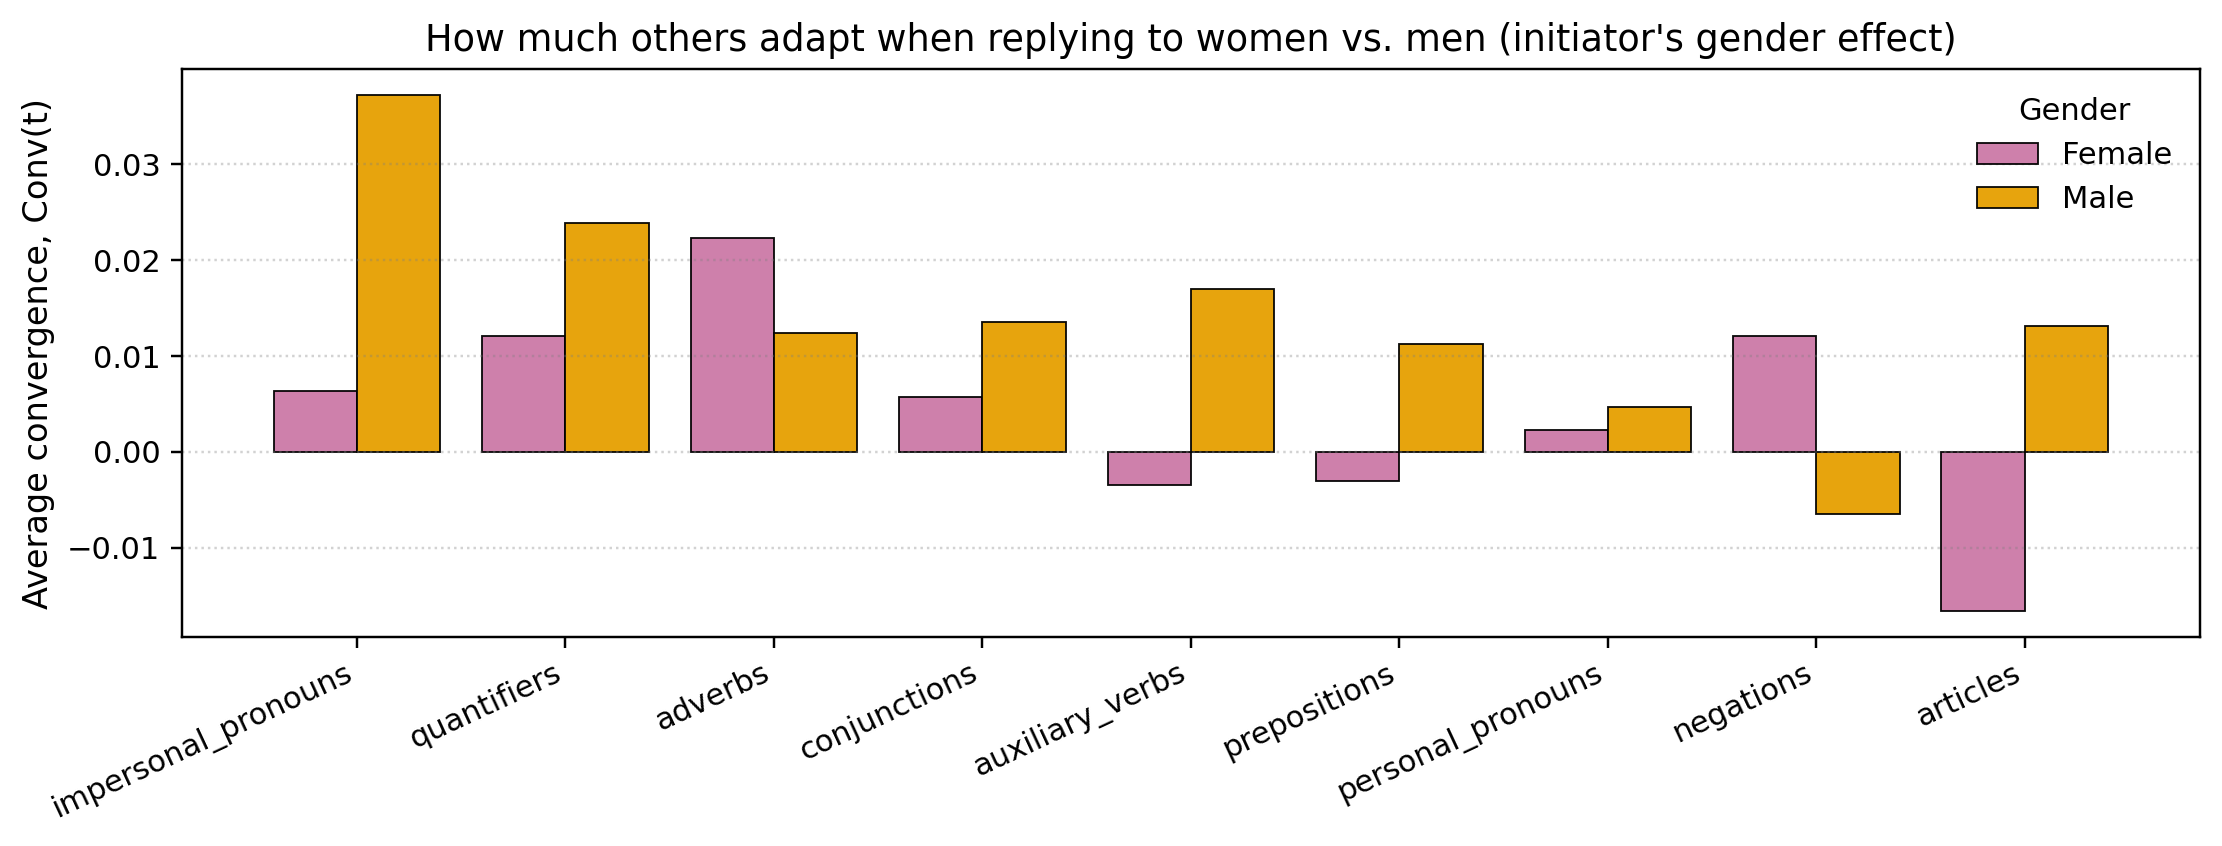 How much others adapt when replying to women vs. men (initiator's gender effect)
Average convergence, Conv(t)
0.03
0.02
0.01
0.00
−0.01
Gender
Female
Male
impersonal_pronouns
quantifiers
adverbs
conjunctions
auxiliary_verbs
prepositions
personal_pronouns
negations
articles